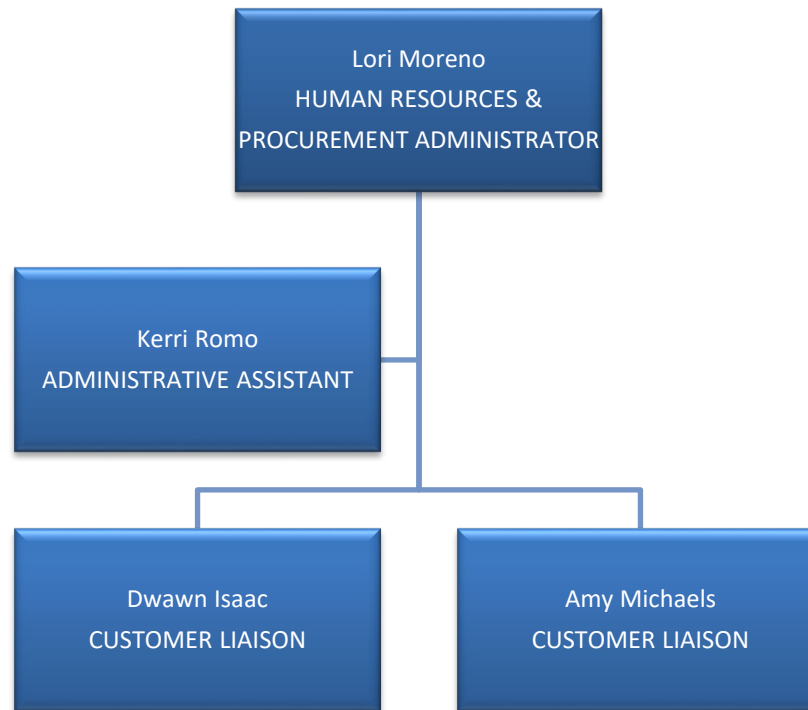 Lori Moreno
HUMAN RESOURCES &
PROCUREMENT ADMINISTRATOR
Kerri Romo
ADMINISTRATIVE ASSISTANT
Dwawn Isaac
CUSTOMER LIAISON
Amy Michaels
CUSTOMER LIAISON